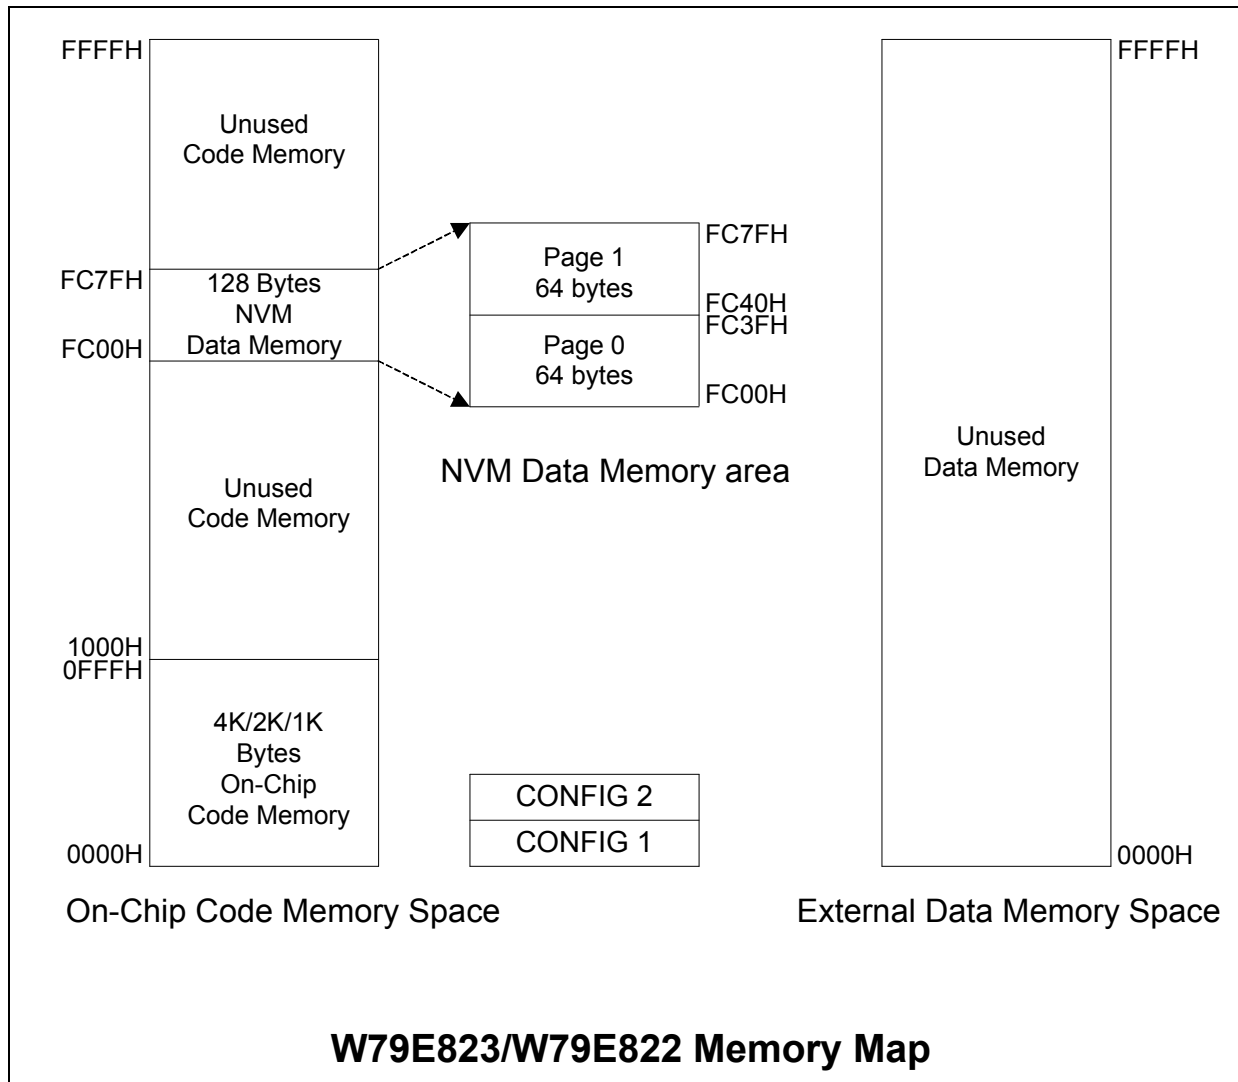 FFFFH
Unused
Code Memory
FC7FH
128 Bytes
NVM
Data Memory
FC00H
Unused
Code Memory
1000H
0FFFH
4K/2K/1K
Bytes
On-Chip
Code Memory
0000H
On-Chip Code Memory Space
FC7FH
Page 1
64 bytes
FC40H
FC3FH
Page 0
64 bytes
FC00H
NVM Data Memory area
CONFIG 2
CONFIG 1
FFFFH
Unused
Data Memory
0000H
External Data Memory Space
W79E823/W79E822 Memory Map